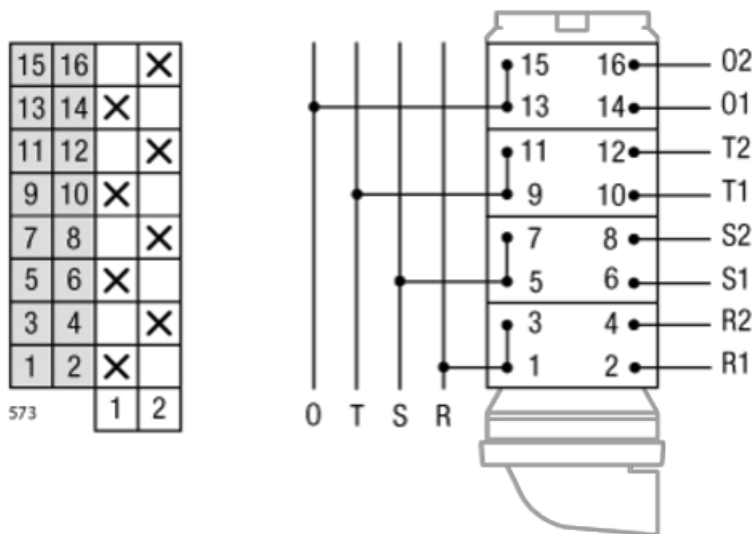 15 16 X
13 14 X
11 12 X
9 10 X
7 8 X
5 6 X
3 4 X
1 2 X
573 1 2
O T S R
15 16 O2
13 14 O1
11 12 T2
9 10 T1
7 8 S2
5 6 S1
3 4 R2
1 2 R1